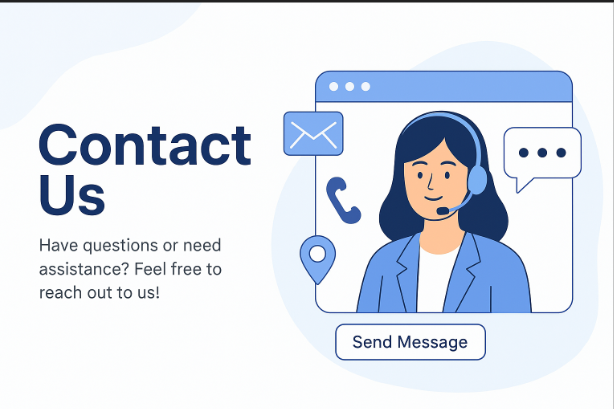 Contact
Us
Have questions or need
assistance? Feel free to
reach out to us!
Send Message